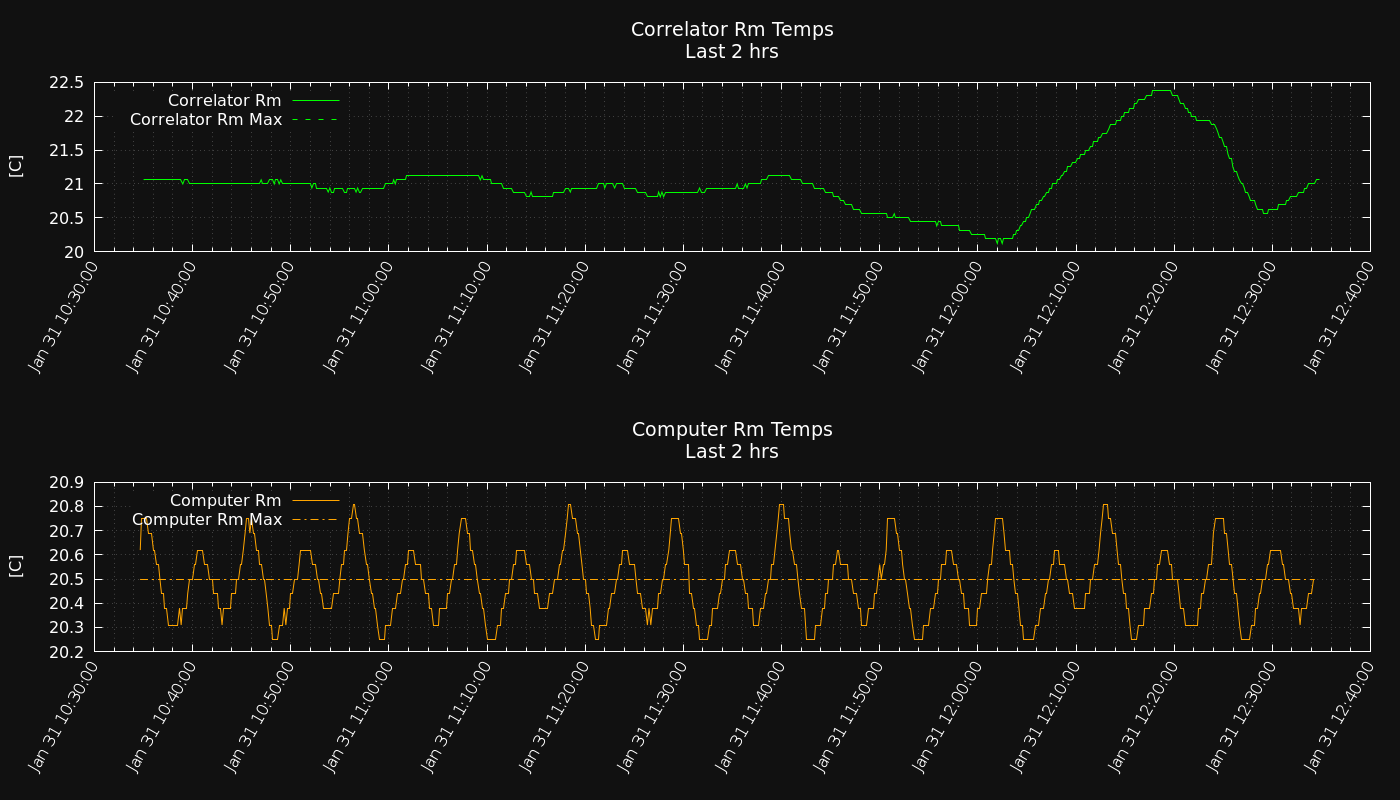 Correlator Rm Temps
Last 2 hrs
[C]
22.5
22
21.5
21
20.5
20
Correlator Rm
Correlator Rm Max
Jan 31 10:30:00
Jan 31 10:40:00
Jan 31 10:50:00
Jan 31 11:00:00
Jan 31 11:10:00
Jan 31 11:20:00
Jan 31 11:30:00
Jan 31 11:40:00
Jan 31 11:50:00
Jan 31 12:00:00
Jan 31 12:10:00
Jan 31 12:20:00
Jan 31 12:30:00
Jan 31 12:40:00
Computer Rm Temps
Last 2 hrs
[C]
20.9
20.8
20.7
20.6
20.5
20.4
20.3
20.2
Computer Rm
Computer Rm Max
Jan 31 10:30:00
Jan 31 10:40:00
Jan 31 10:50:00
Jan 31 11:00:00
Jan 31 11:10:00
Jan 31 11:20:00
Jan 31 11:30:00
Jan 31 11:40:00
Jan 31 11:50:00
Jan 31 12:00:00
Jan 31 12:10:00
Jan 31 12:20:00
Jan 31 12:30:00
Jan 31 12:40:00